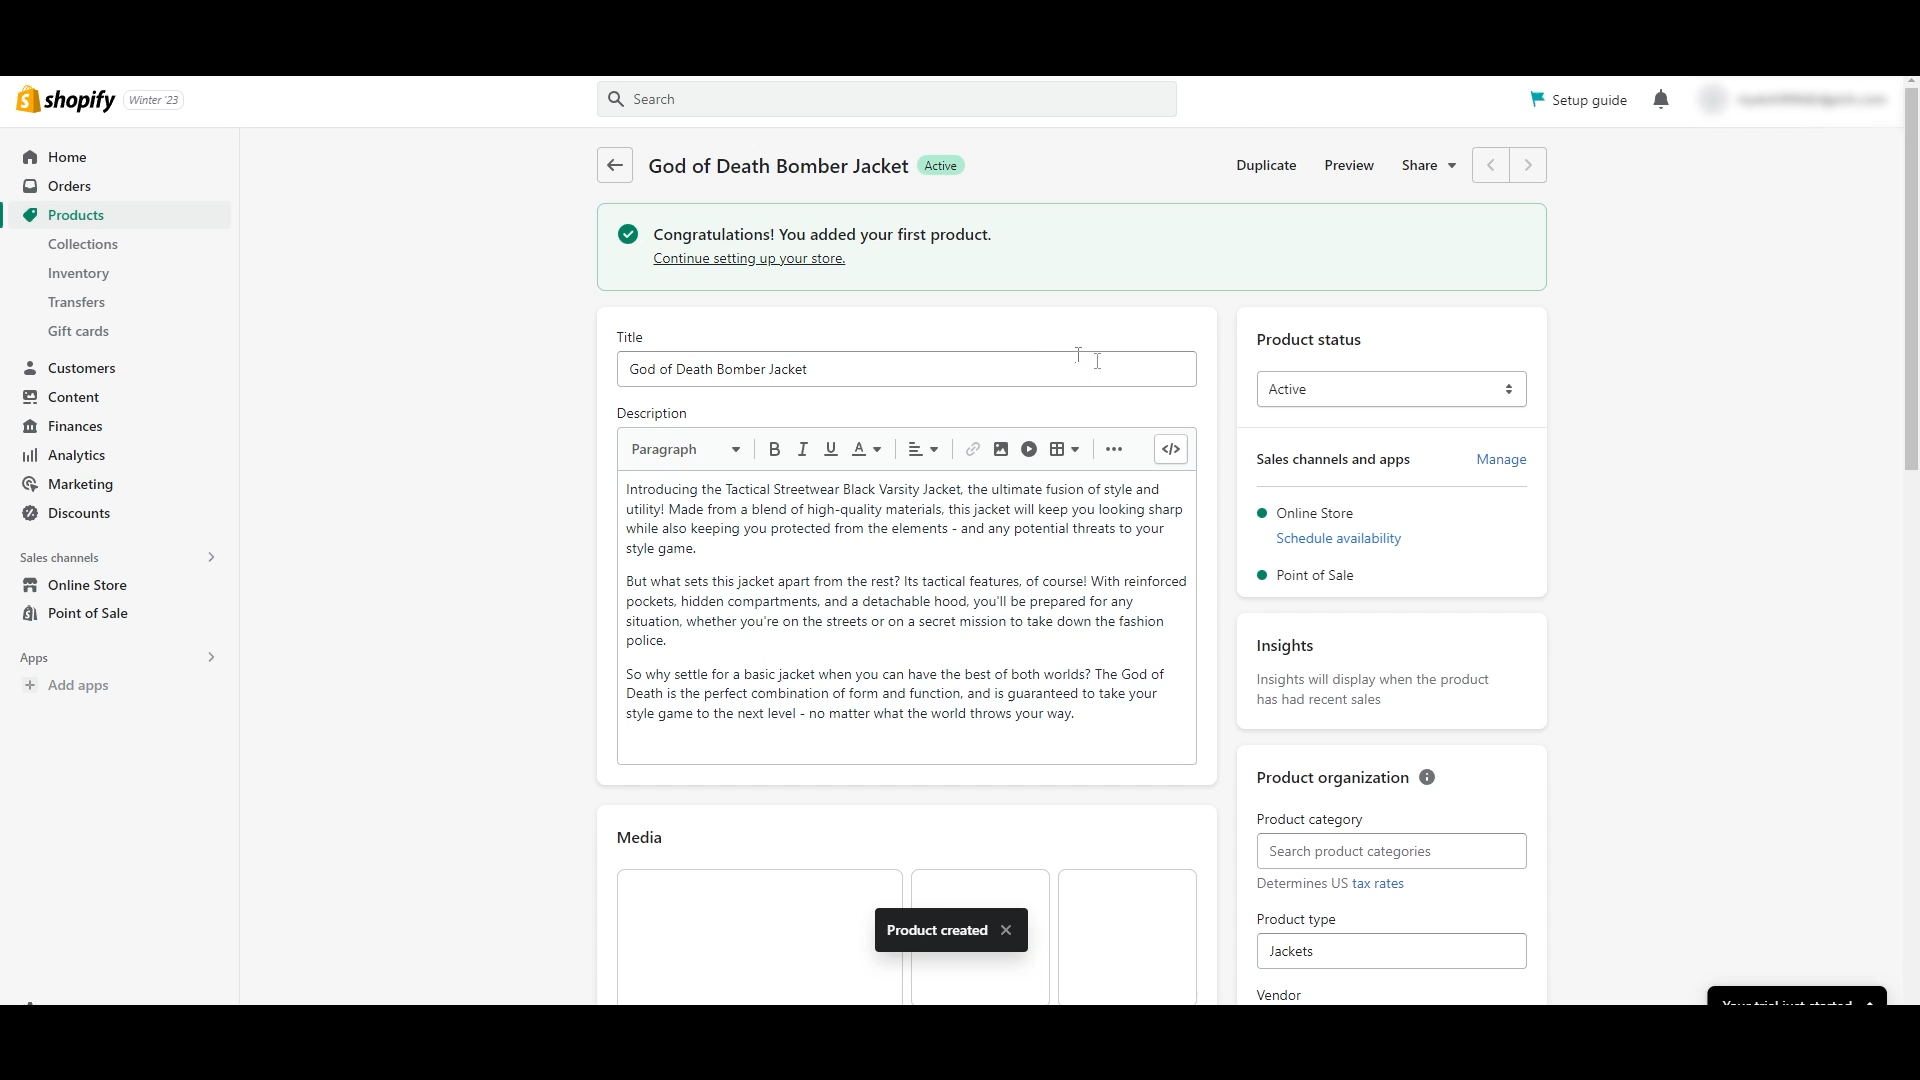 shopify Winter '23
Search
Setup guide
Home
Orders
Products
Collections
Inventory
Transfers
Gift cards
Customers
Content
Finances
Analytics
Marketing
Discounts
Sales channels
Online Store
Point of Sale
Apps
Add apps
God of Death Bomber Jacket Active
Duplicate Preview Share
Congratulations! You added your first product.
Continue setting up your store.
Title
God of Death Bomber Jacket
Description
Paragraph
Introducing the Tactical Streetwear Black Varsity Jacket, the ultimate fusion of style and
utility! Made from a blend of high-quality materials, this jacket will keep you looking sharp
while also keeping you protected from the elements - and any potential threats to your
style game.
But what sets this jacket apart from the rest? Its tactical features, of course! With reinforced
pockets, hidden compartments, and a detachable hood, you'll be prepared for any
situation, whether you're on the streets or on a secret mission to take down the fashion
police.
So why settle for a basic jacket when you can have the best of both worlds? The God of
Death is the perfect combination of form and function, and is guaranteed to take your
style game to the next level - no matter what the world throws your way.
Media
Product created
Product status
Active
Sales channels and apps Manage
Online Store
Schedule availability
Point of Sale
Insights
Insights will display when the product
has had recent sales
Product organization
Product category
Search product categories
Determines US tax rates
Product type
Jackets
Vendor
Your trial just started